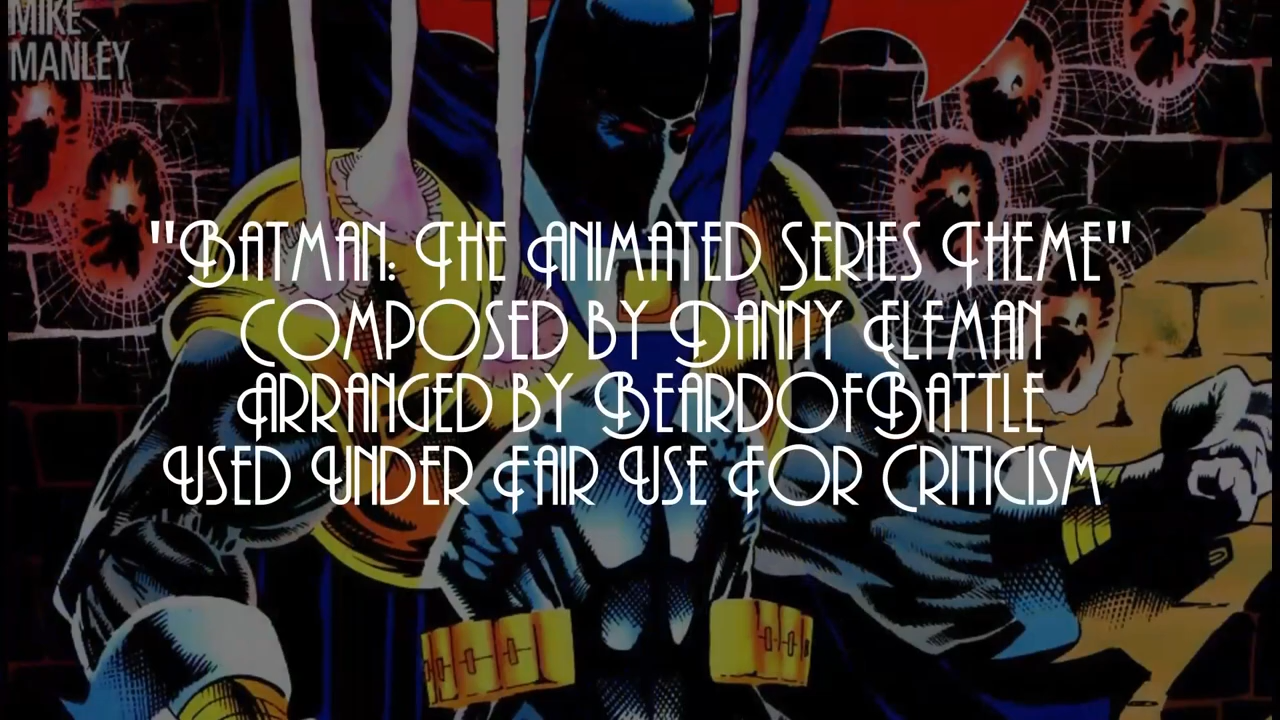 MIKE
MANLEY
"Batman: The Animated Series Theme"
Composed by Danny Elfman
Arranged by BeardofBattle
Used Under Fair Use For Criticism